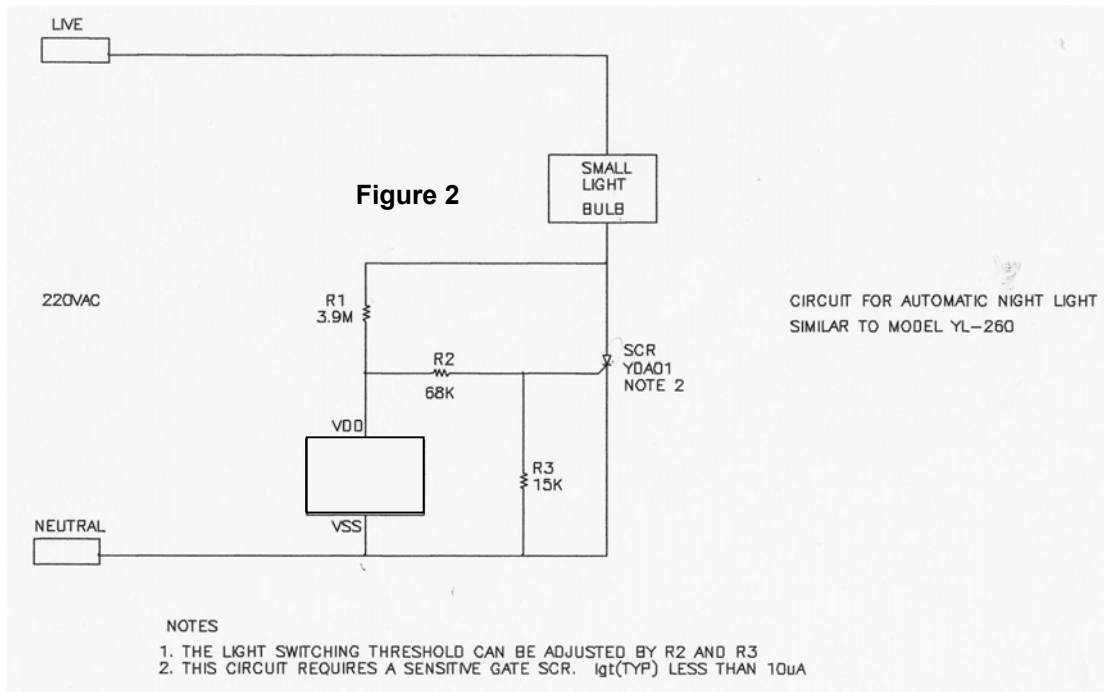 LIVE
SMALL
LIGHT
BULB
Figure 2
220VAC
R1
3.9M
CIRCUIT FOR AUTOMATIC NIGHT LIGHT
SIMILAR TO MODEL YL-260
R2
68K
SCR
YOA01
NOTE 2
VDD
R3
15K
VSS
NEUTRAL
NOTES
1. THE LIGHT SWITCHING THRESHOLD CAN BE ADJUSTED BY R2 AND R3
2. THIS CIRCUIT REQUIRES A SENSITIVE GATE SCR. Igt(TYP) LESS THAN 10uA